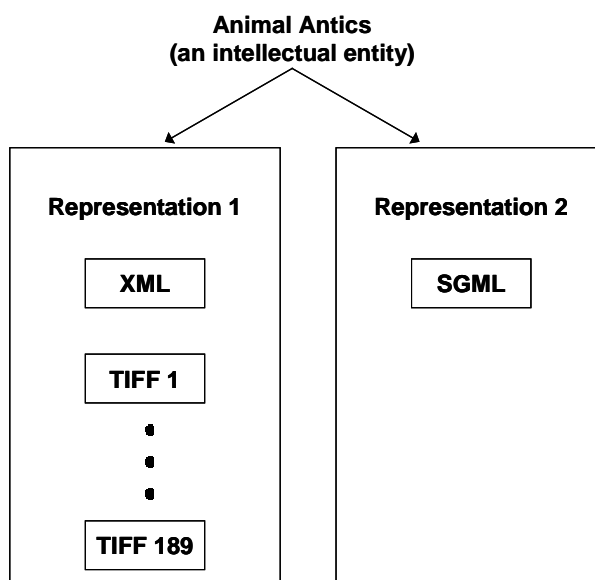 Animal Antics
(an intellectual entity)
Representation 1
XML
TIFF 1
TIFF 189
Representation 2
SGML